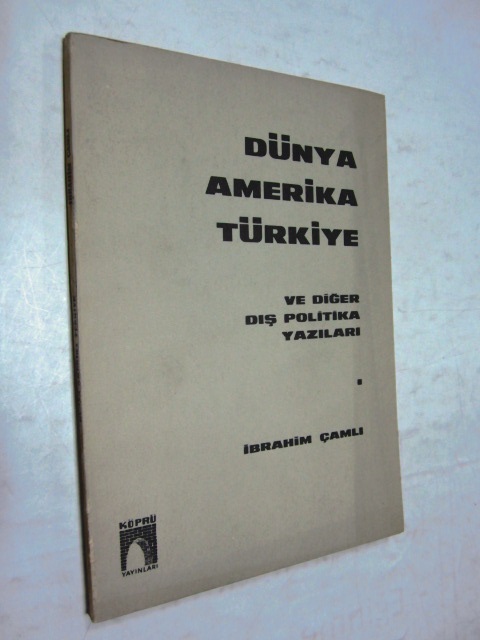 DÜNYA
AMERİKA
TÜRKİYE
VE DİĞER
DIŞ POLİTİKA
YAZILARI
I
İBRAHİM ÇAMLI
KÖPRÜ
YAYINLARI